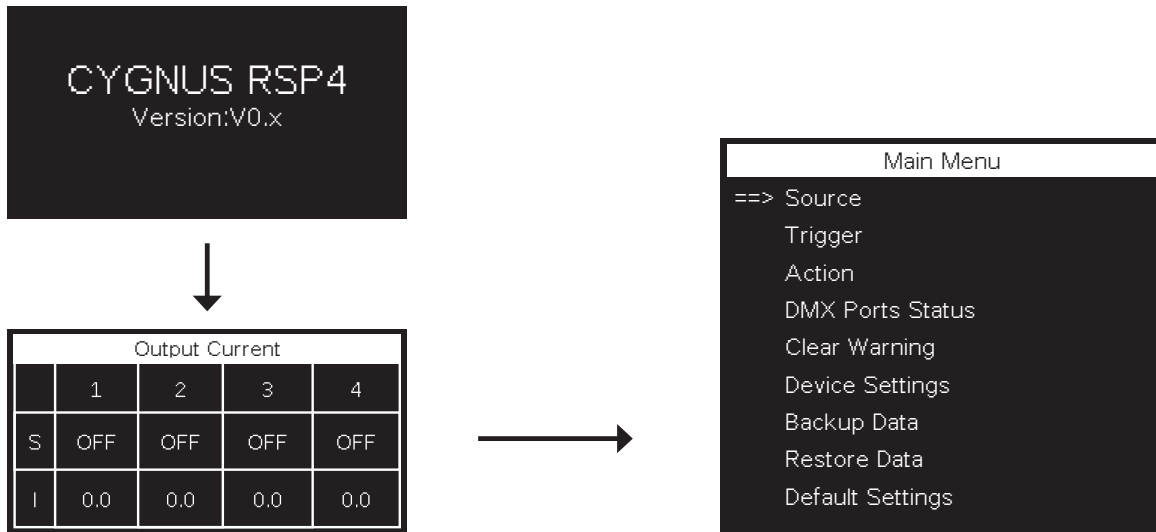 CYGNUS RSP4
Version:V0.x
Output Current
1 2 3 4
S OFF OFF OFF OFF
I 0.0 0.0 0.0 0.0
Main Menu
==> Source
Trigger
Action
DMX Ports Status
Clear Warning
Device Settings
Backup Data
Restore Data
Default Settings